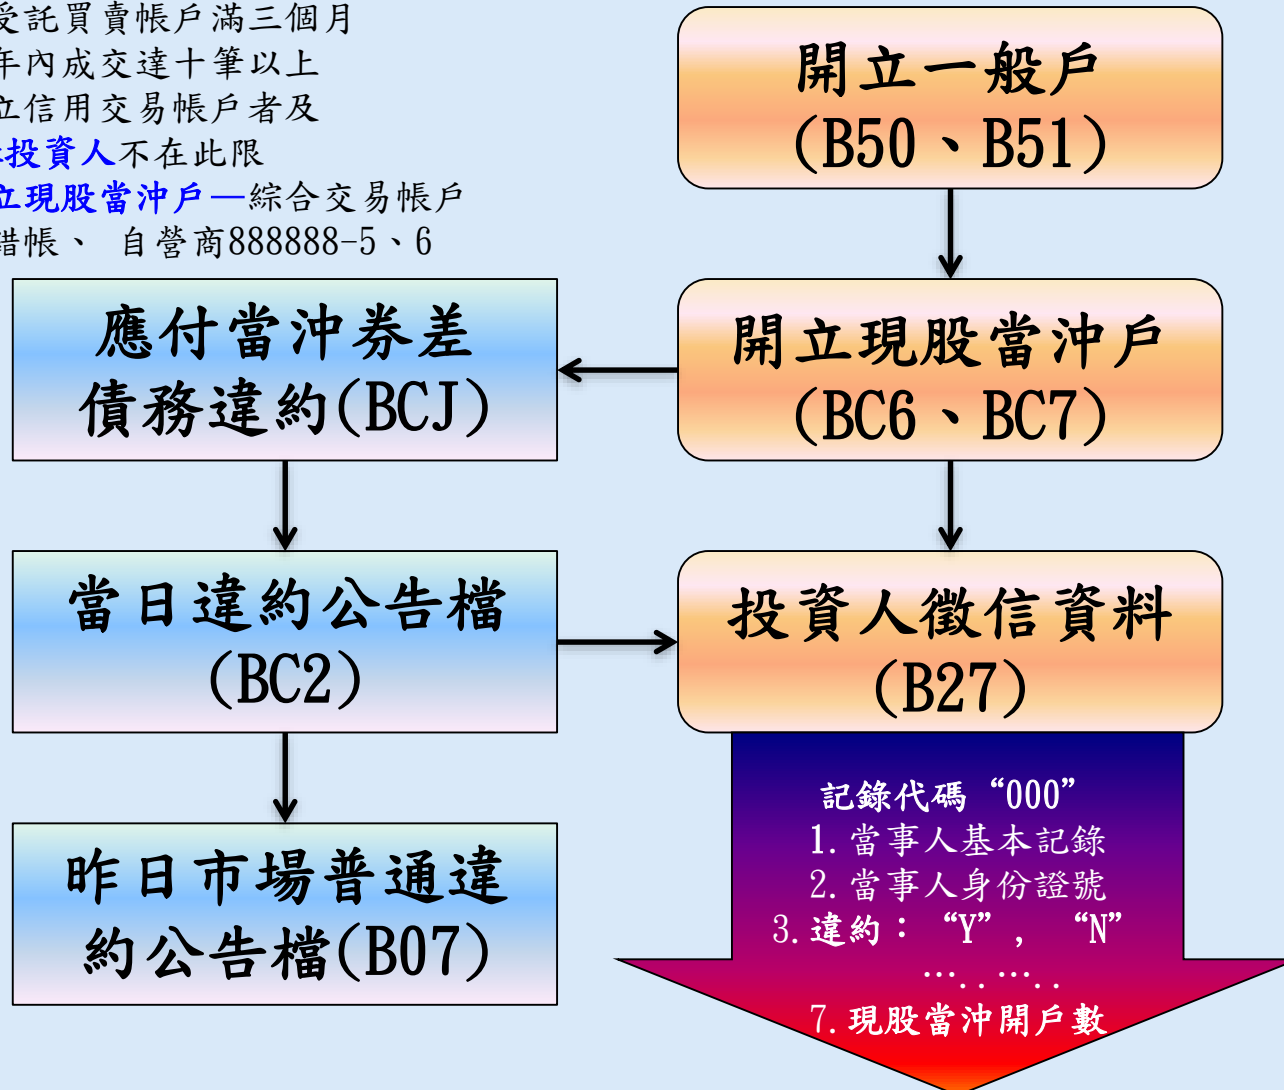 受託買賣帳戶滿三個月
年內成交達十筆以上
立信用交易帳戶者及
投資人不在此限
立現股當沖戶—綜合交易帳戶
錯帳、 自營商888888-5、6
開立一般戶
(B50、B51)
應付當沖券差
債務違約(BCJ)
開立現股當沖戶
(BC6、BC7)
當日違約公告檔
(BC2)
投資人徵信資料
(B27)
昨日市場普通違
約公告檔(B07)
記錄代碼“000”
1.當事人基本記錄
2.當事人身份證號
3.違約：“Y”, “N”
…..…..
7.現股當沖開戶數